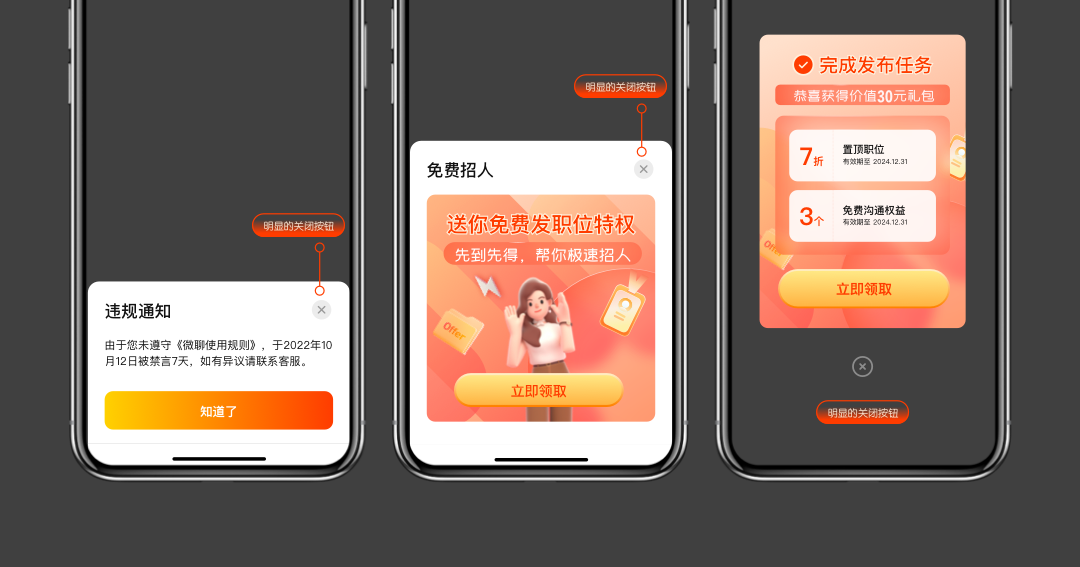 明显的关闭按钮
违规通知
由于您未遵守《微聊使用规则》，于2022年10
月12日被禁言7天，如有异议请联系客服。
知道了
明显的关闭按钮
免费招人
送你免费发职位特权
先到先得，帮你极速招人
Offer
立即领取
完成发布任务
恭喜获得价值30元礼包
7折
置顶职位
有效期至 2024.12.31
3个
免费沟通权益
有效期至 2024.12.31
立即领取
明显的关闭按钮